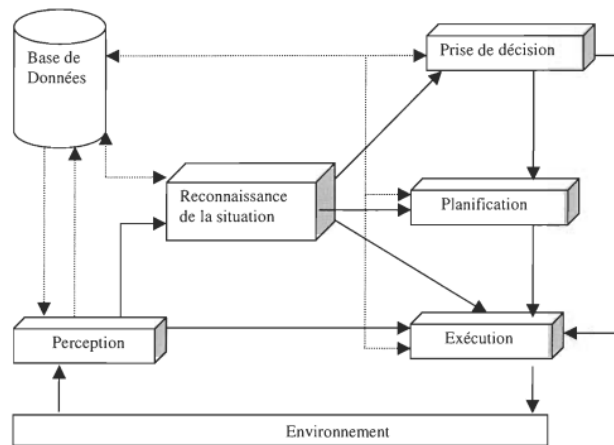 Base de
Données
Prise de décision
Reconnaissance
de la situation
Planification
Perception
Exécution
Environnement